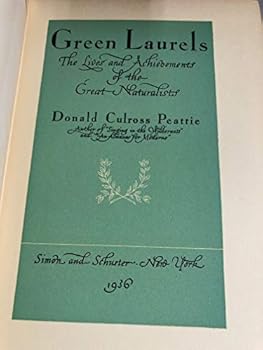 Green Laurels
The Lives and Achievements
of the
Great Naturalists
Donald Culross Peattie
Author of "Singing in the Wilderness"
and "An Almanac for Moderns"
Simon and Schuster · New York
1936